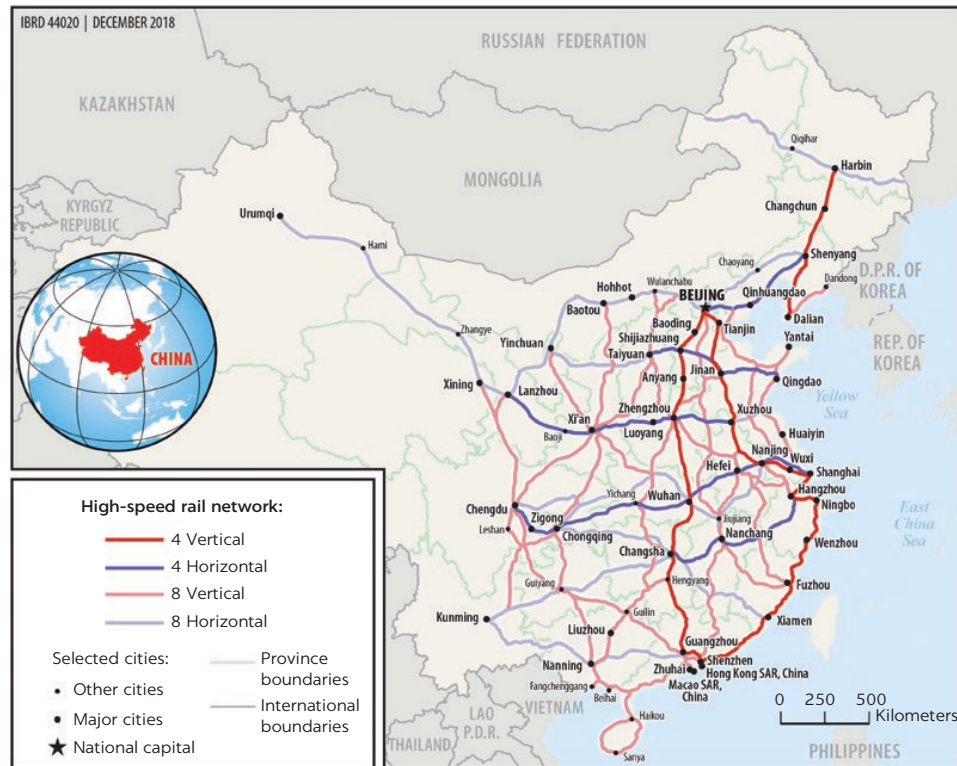 IBRD 44020 | DECEMBER 2018
RUSSIAN FEDERATION
KAZAKHSTAN
MONGOLIA
KYRGYZ
REPUBLIC
Qiqihar
Harbin
Changchun
Urumqi
Hami
Shenyang
Chaoyang
Dandong
D.P.R. OF
KOREA
Wulanchabu
Hohhot
BEIJING
Qinhuangdao
Baotou
Dalian
Baoding
Tianjin
Zhangye
Shijiazhuang
Yantai
REP. OF
KOREA
Yinchuan
Taiyuan
CHINA
Jinan
Xining
Lanzhou
Anyang
Qingdao
Yellow
Sea
Zhengzhou
Xuzhou
Xi'an
Baoji
Luoyang
Huaiyin
Nanjing
Wuxi
Hefei
Shanghai
Hangzhou
Ningbo
Chengdu
Yichang
Wuhan
East
China
Sea
Zigong
Leshan
Chongqing
Jiujiang
Nanchang
Wenzhou
Changsha
Guiyang
Hengyang
Fuzhou
Kunming
Guilin
Xiamen
Liuzhou
Guangzhou
Nanning
Shenzhen
Zhuhai
Hong Kong SAR, China
Macao SAR,
China
Fangchenggang
Beihai
VIETNAM
LAO
P.D.R.
Haikou
THAILAND
Sanya
PHILIPPINES
0 250 500
Kilometers
High-speed rail network:
4 Vertical
4 Horizontal
8 Vertical
8 Horizontal
Selected cities:
Other cities
Major cities
National capital
Province
boundaries
International
boundaries